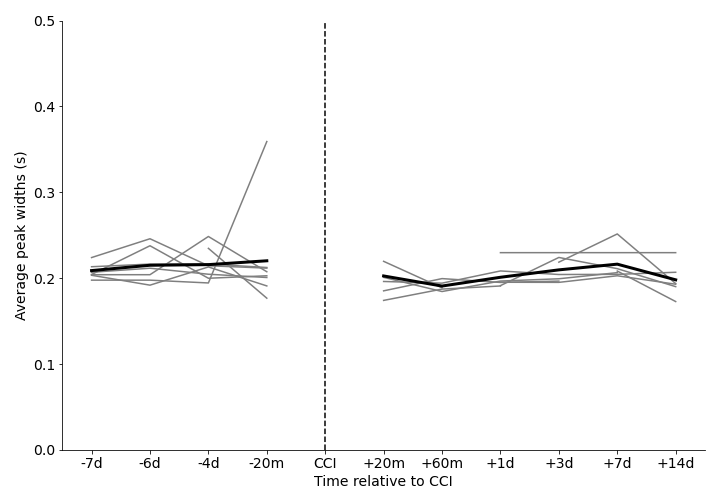 0.5
0.4
0.3
0.2
0.1
0.0
Average peak widths (s)
-7d -6d -4d -20m CCI +20m +60m +1d +3d +7d +14d
Time relative to CCI